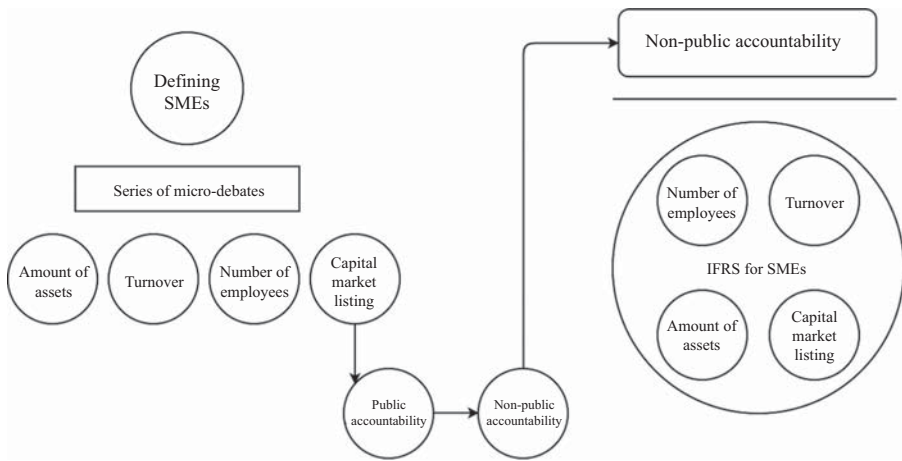 Defining
SMEs
Series of micro-debates
Amount of
assets
Turnover
Number of
employees
Capital
market
listing
Public
accountability
Non-public
accountability
Non-public accountability
Number of
employees
Turnover
IFRS for SMEs
Amount of
assets
Capital
market
listing